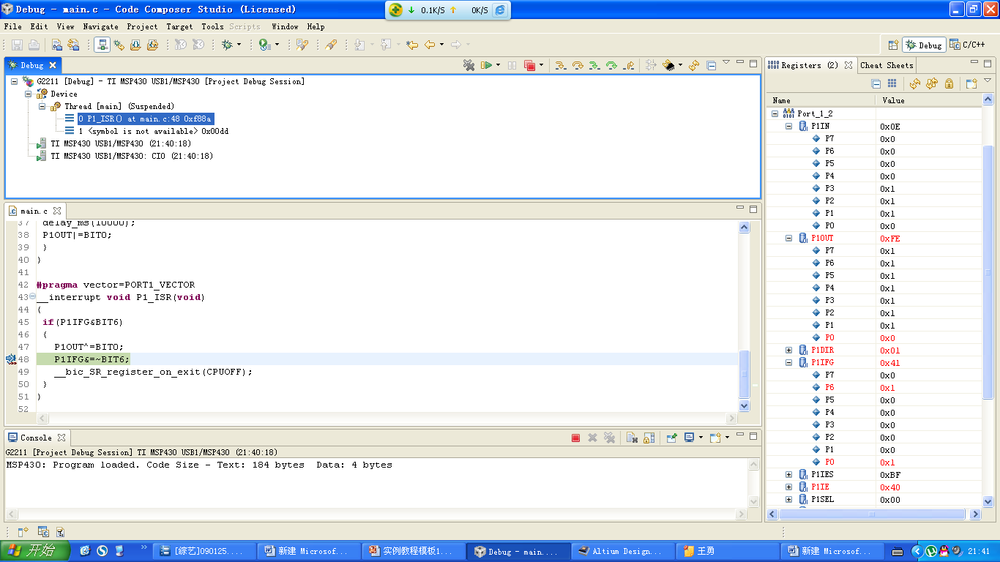 Debug - main.c - Code Composer Studio (Licensed)
0.1K/S 0K/S
File Edit View Navigate Project Target Tools Scripts Window Help
Debug C/C++
Debug
G2211 [Debug] - TI MSP430 USB1/MSP430 [Project Debug Session]
Device
Thread [main] (Suspended)
0 P1_ISR() at main.c:48 0xf88a
1 <symbol is not available> 0x00dd
TI MSP430 USB1/MSP430 (21:40:18)
TI MSP430 USB1/MSP430: CIO (21:40:18)
Registers (2) Cheat Sheets
Name Value
Port_1_2
P1IN 0x0E
P7 0x0
P6 0x0
P5 0x0
P4 0x0
P3 0x1
P2 0x1
P1 0x1
P0 0x0
P1OUT 0xFE
P7 0x1
P6 0x1
P5 0x1
P4 0x1
P3 0x1
P2 0x1
P1 0x1
P0 0x0
P1DIR 0x01
P1IFG 0x41
P7 0x0
P6 0x1
P5 0x0
P4 0x0
P3 0x0
P2 0x0
P1 0x0
P0 0x1
P1IES 0xBF
P1IE 0x40
P1SEL 0x00
main.c
37 delay_ms(10000);
38 P1OUT|=BIT0;
39 }
40 }
41
42 #pragma vector=PORT1_VECTOR
43 __interrupt void P1_ISR(void)
44 {
45 if(P1IFG&BIT6)
46 {
47 P1OUT^=BIT0;
48 P1IFG&=~BIT6;
49 __bic_SR_register_on_exit(CPUOFF);
50 }
51 }
52
Console
G2211 [Project Debug Session] TI MSP430 USB1/MSP430 (21:40:18)
MSP430: Program loaded. Code Size - Text: 184 bytes Data: 4 bytes
开始 [综艺]090125.... 新建 Microsof... 实例教程模板1... Debug - main.... Altium Design... 王勇 新建 Microsof... 21:41